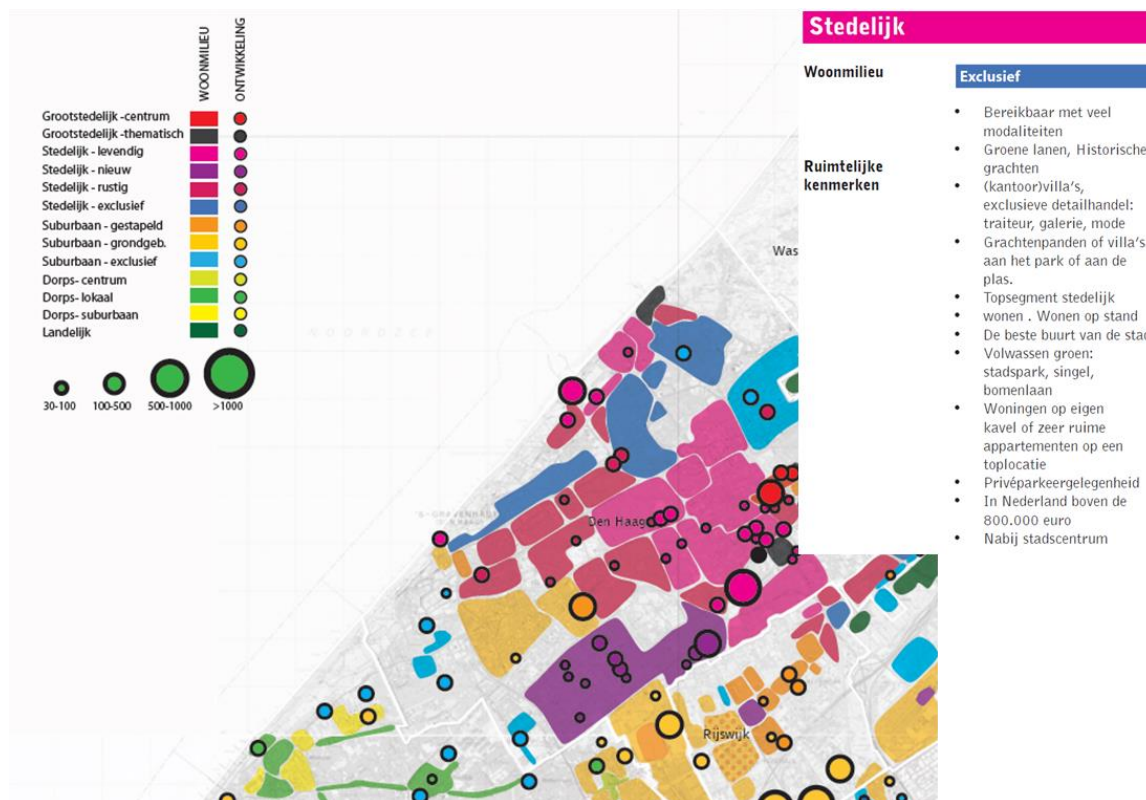 WOONMILIEU
ONTWIKKELING
Grootstedelijk -centrum
Grootstedelijk -thematisch
Stedelijk - levendig
Stedelijk - nieuw
Stedelijk - rustig
Stedelijk - exclusief
Suburbaan - gestapeld
Suburbaan - grondgeb.
Suburbaan - exclusief
Dorps- centrum
Dorps- lokaal
Dorps- suburbaan
Landelijk
30-100 100-500 500-1000 >1000
NOORDZEE
Was
'S-GRAVENHAGE
Den Haag
Rijswijk
Stedelijk
Woonmilieu
Exclusief
Ruimtelijke
kenmerken
• Bereikbaar met veel
modaliteiten
• Groene lanen, Historische
grachten
• (kantoor)villa's,
exclusieve detailhandel:
traiteur, galerie, mode
• Grachtenpanden of villa's
aan het park of aan de
plas.
• Topsegment stedelijk
• wonen . Wonen op stand
• De beste buurt van de stad
• Volwassen groen:
stadspark, singel,
bomenlaan
• Woningen op eigen
kavel of zeer ruime
appartementen op een
toplocatie
• Privéparkeergelegenheid
• In Nederland boven de
800.000 euro
• Nabij stadscentrum